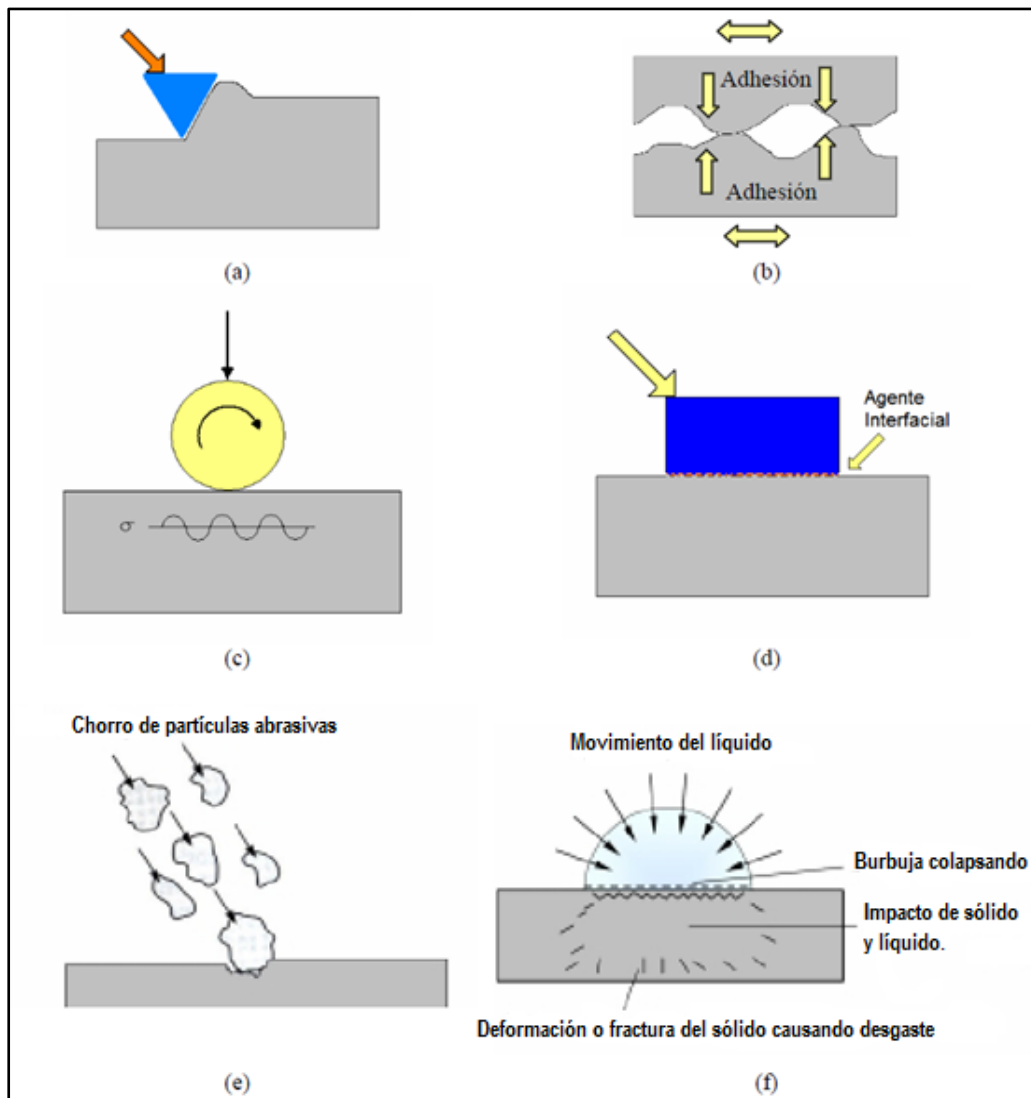 Adhesión
Adhesión
(a)
(b)
Agente
Interfacial
σ
(c)
(d)
Chorro de partículas abrasivas
Movimiento del líquido
Burbuja colapsando
Impacto de sólido
y líquido.
Deformación o fractura del sólido causando desgaste
(e)
(f)